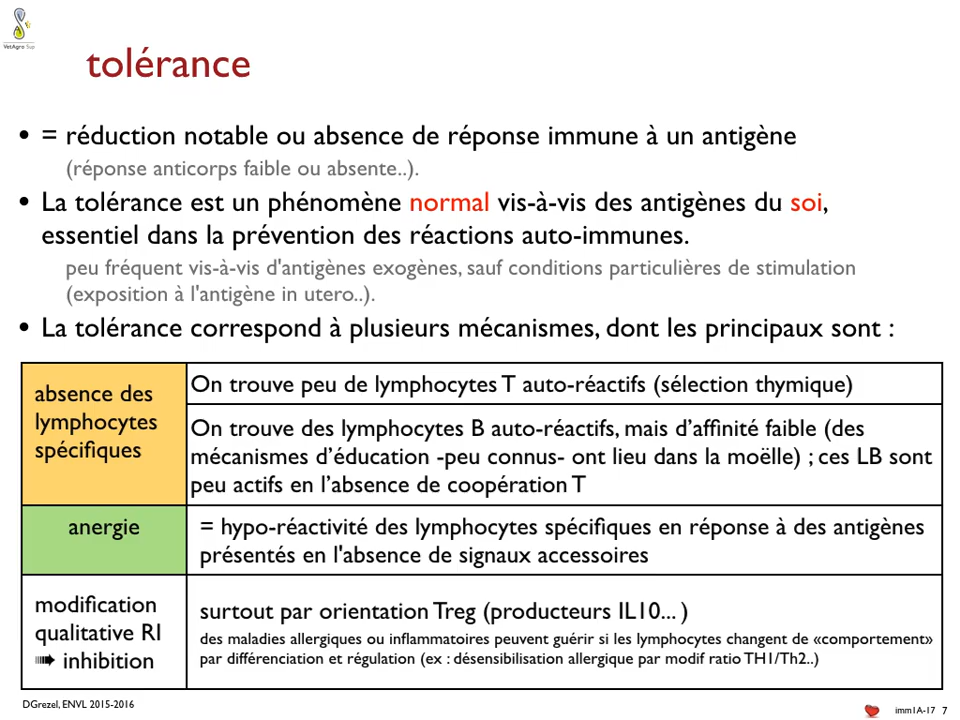 VetAgro Sup
tolérance
• = réduction notable ou absence de réponse immune à un antigène
(réponse anticorps faible ou absente..).
• La tolérance est un phénomène normal vis-à-vis des antigènes du soi,
essentiel dans la prévention des réactions auto-immunes.
peu fréquent vis-à-vis d'antigènes exogènes, sauf conditions particulières de stimulation
(exposition à l'antigène in utero..).
• La tolérance correspond à plusieurs mécanismes, dont les principaux sont :
absence des
lymphocytes
spécifiques
On trouve peu de lymphocytes T auto-réactifs (sélection thymique)
On trouve des lymphocytes B auto-réactifs, mais d’affinité faible (des
mécanismes d’éducation -peu connus- ont lieu dans la moëlle) ; ces LB sont
peu actifs en l’absence de coopération T
anergie
= hypo-réactivité des lymphocytes spécifiques en réponse à des antigènes
présentés en l'absence de signaux accessoires
modification
qualitative RI
➠ inhibition
surtout par orientation Treg (producteurs IL10... )
des maladies allergiques ou inflammatoires peuvent guérir si les lymphocytes changent de «comportement»
par différenciation et régulation (ex : désensibilisation allergique par modif ratio TH1/Th2..)
DGrezel, ENVL 2015-2016
imm1A-17 7